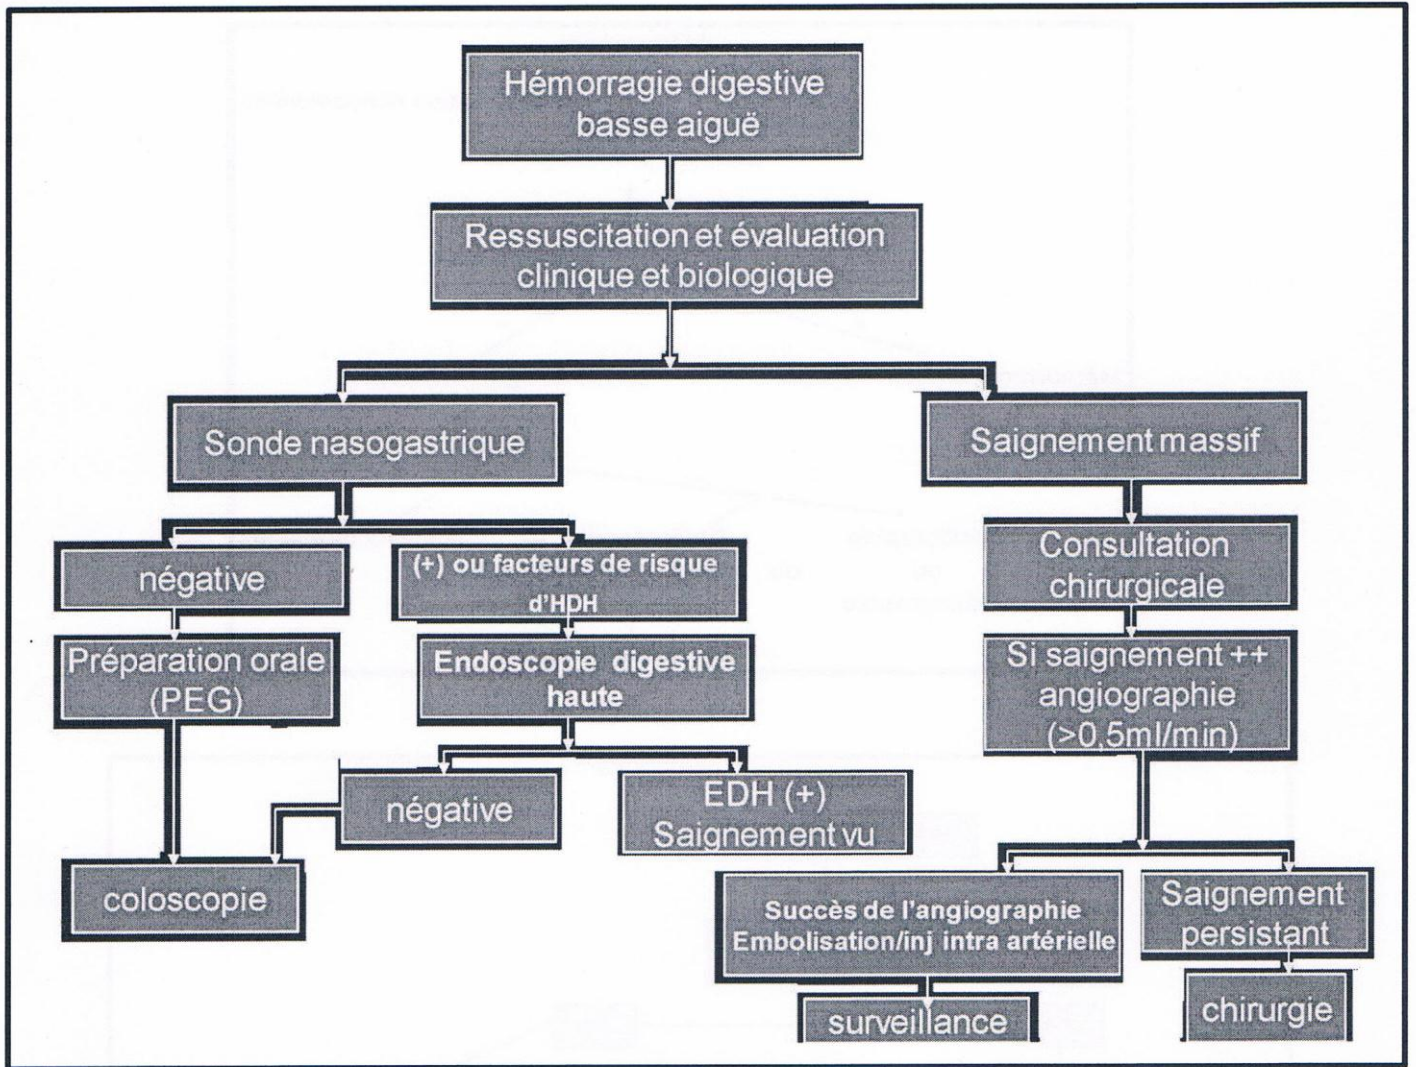 Hémorragie digestive
basse aiguë
Ressuscitation et évaluation
clinique et biologique
Sonde nasogastrique
Saignement massif
négative
(+) ou facteurs de risque
d'HDH
Consultation
chirurgicale
Préparation orale
(PEG)
Endoscopie digestive
haute
Si saignement ++
angiographie
(>0,5ml/min)
négative
EDH (+)
Saignement vu
coloscopie
Succès de l'angiographie
Embolisation/inj intra artérielle
Saignement
persistant
surveillance
chirurgie